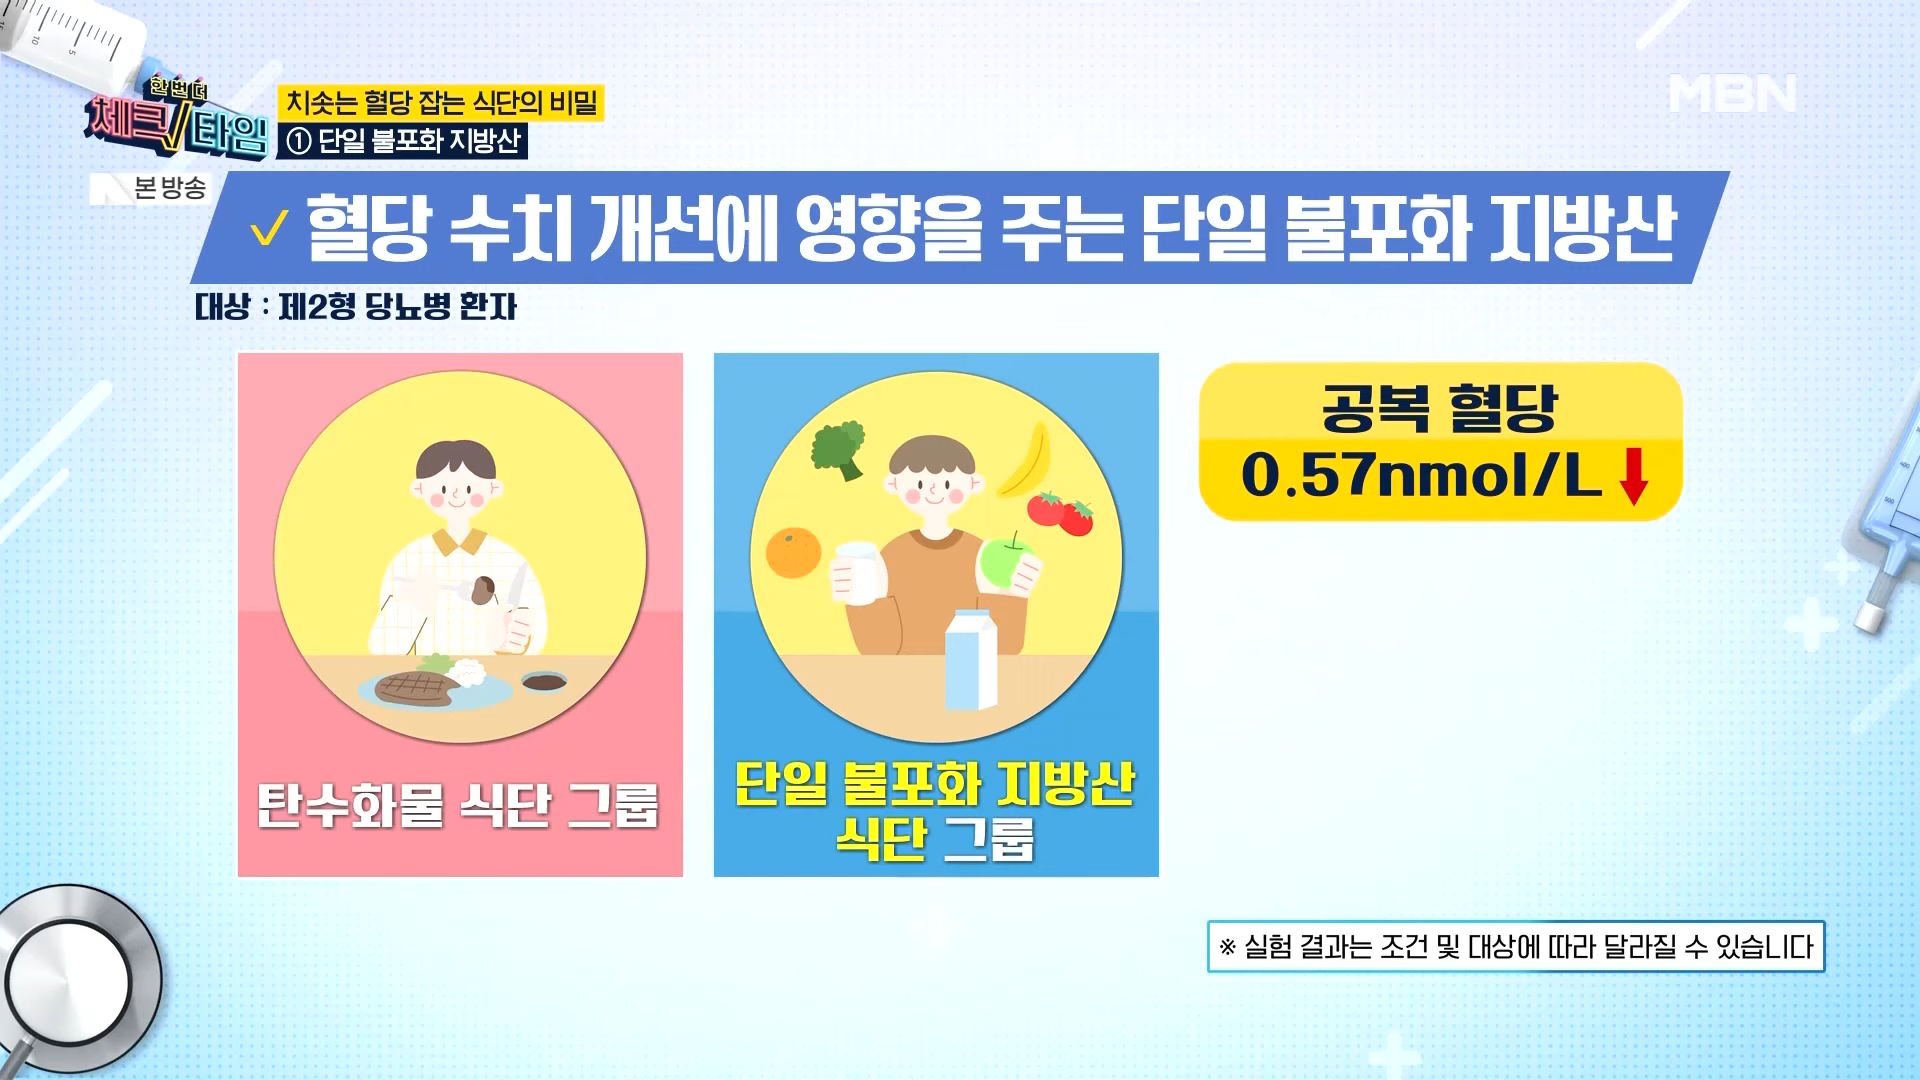 한 번 더
체크타임
본 방송
치솟는 혈당 잡는 식단의 비밀
① 단일 불포화 지방산
MBN
✓ 혈당 수치 개선에 영향을 주는 단일 불포화 지방산
대상 : 제2형 당뇨병 환자
탄수화물 식단 그룹
단일 불포화 지방산
식단 그룹
공복 혈당
0.57nmol/L
※ 실험 결과는 조건 및 대상에 따라 달라질 수 있습니다
10
5